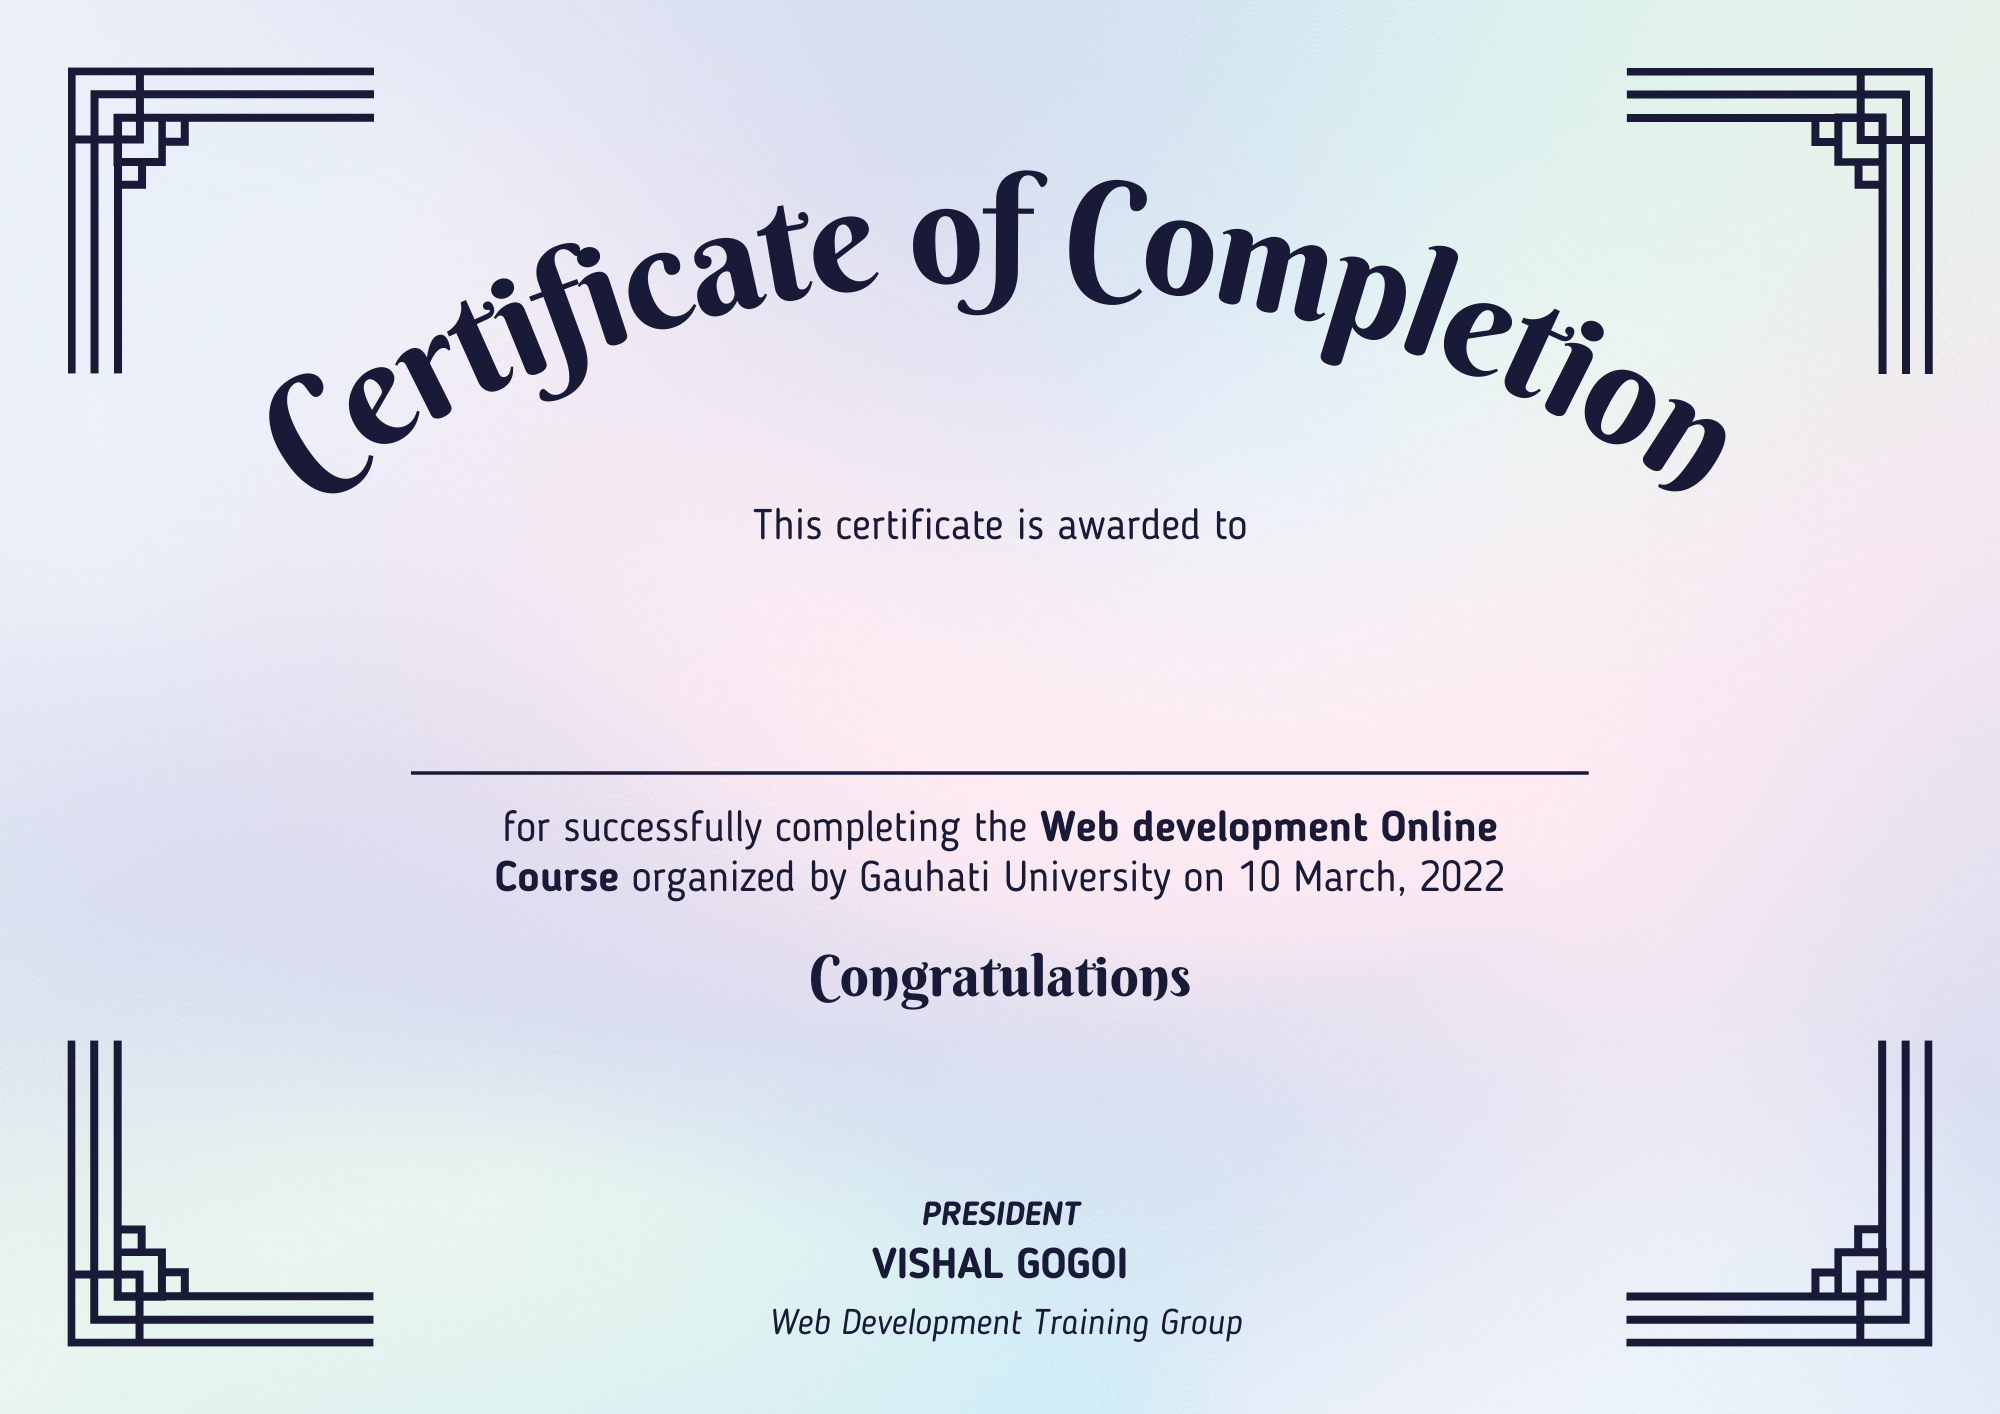 Certificate of Completion
This certificate is awarded to
for successfully completing the Web development Online
Course organized by Gauhati University on 10 March, 2022
Congratulations
PRESIDENT
VISHAL GOGOI
Web Development Training Group